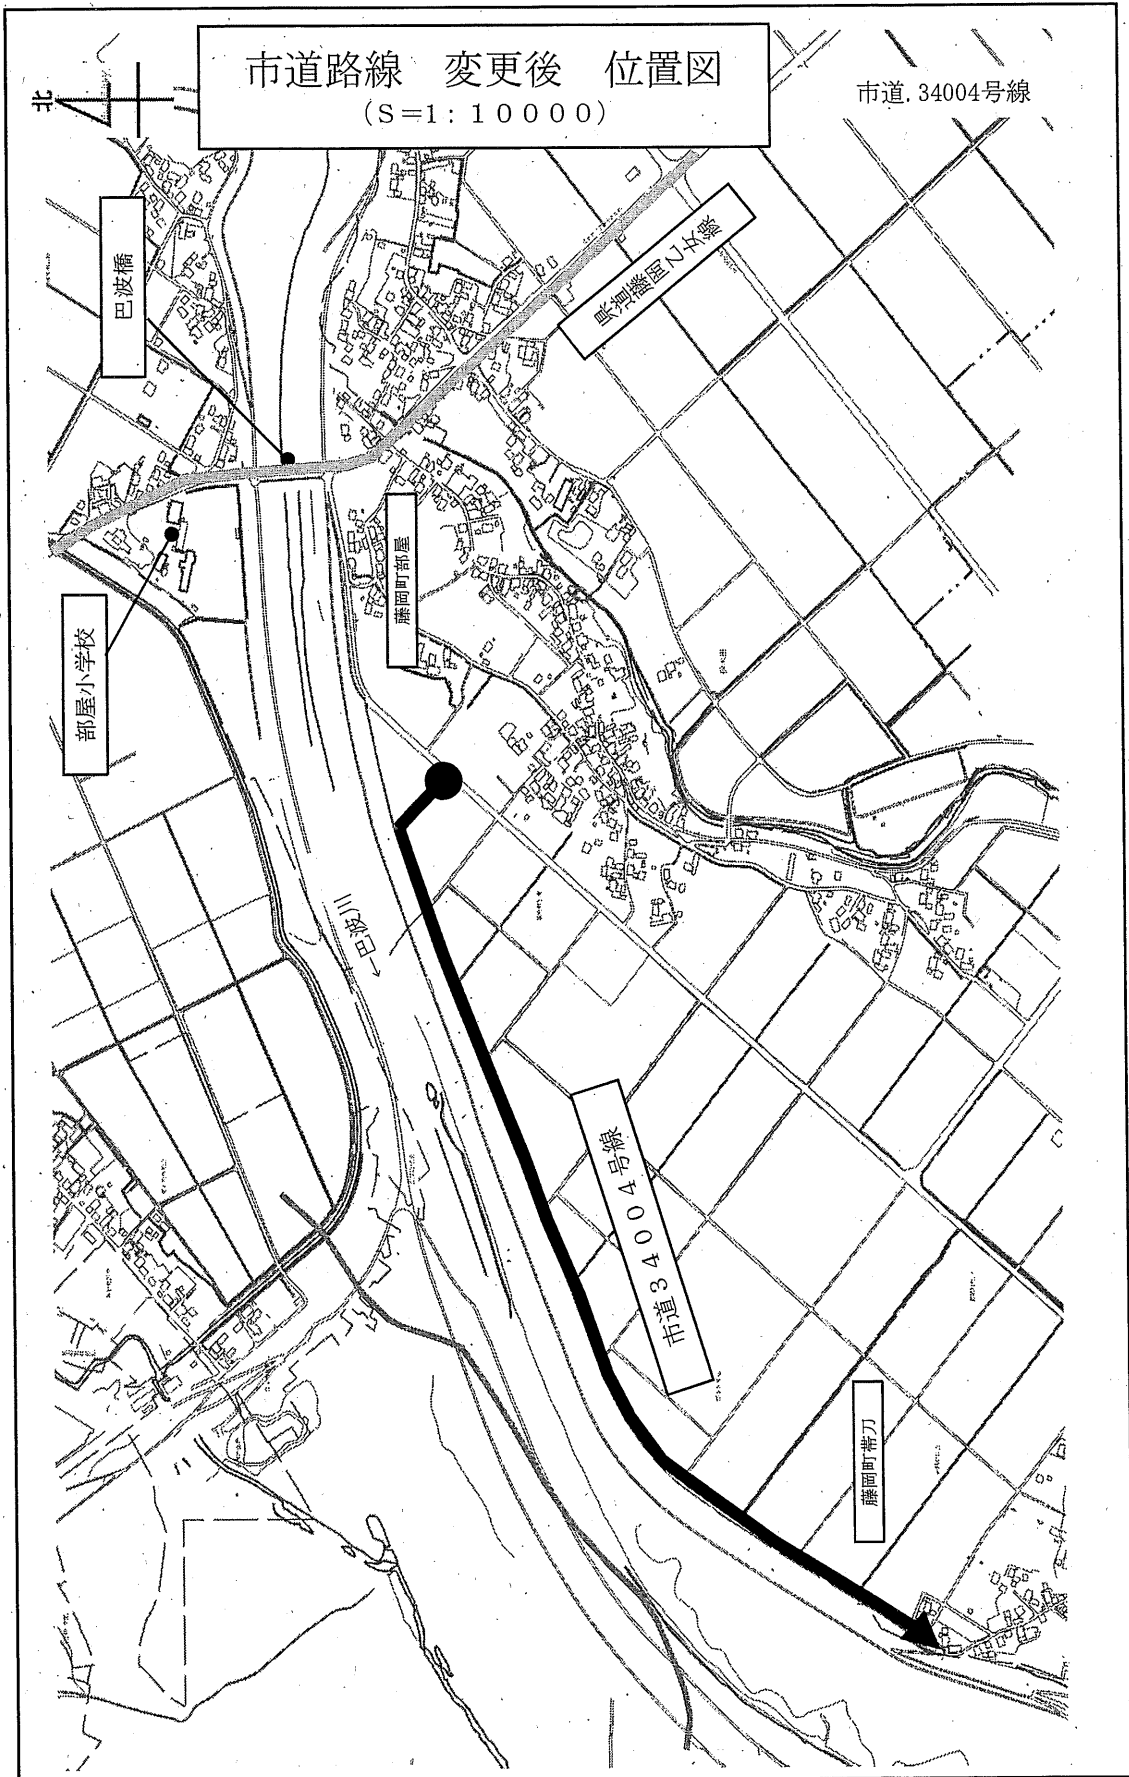 市道路線　変更後　位置図
(S=1:10000)
市道.34004号線
北
巴波橋
県道藤岡乙女線
部屋小学校
藤岡町部屋
←巴波川
市道34004号線
藤岡町帯刀